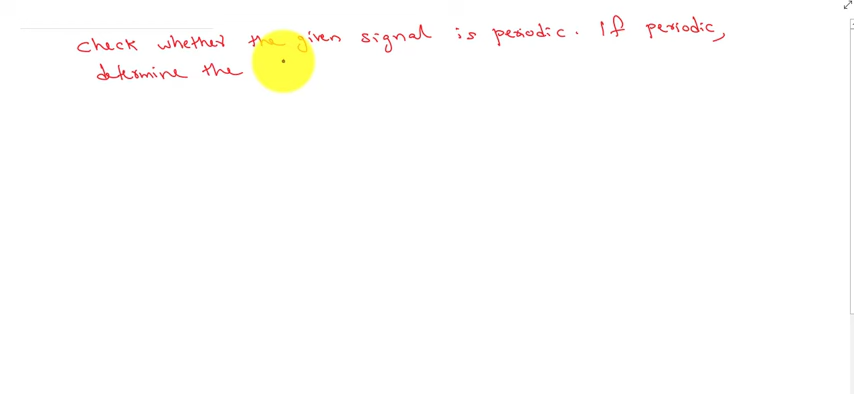 check whether the given signal is periodic. If periodic,
determine the